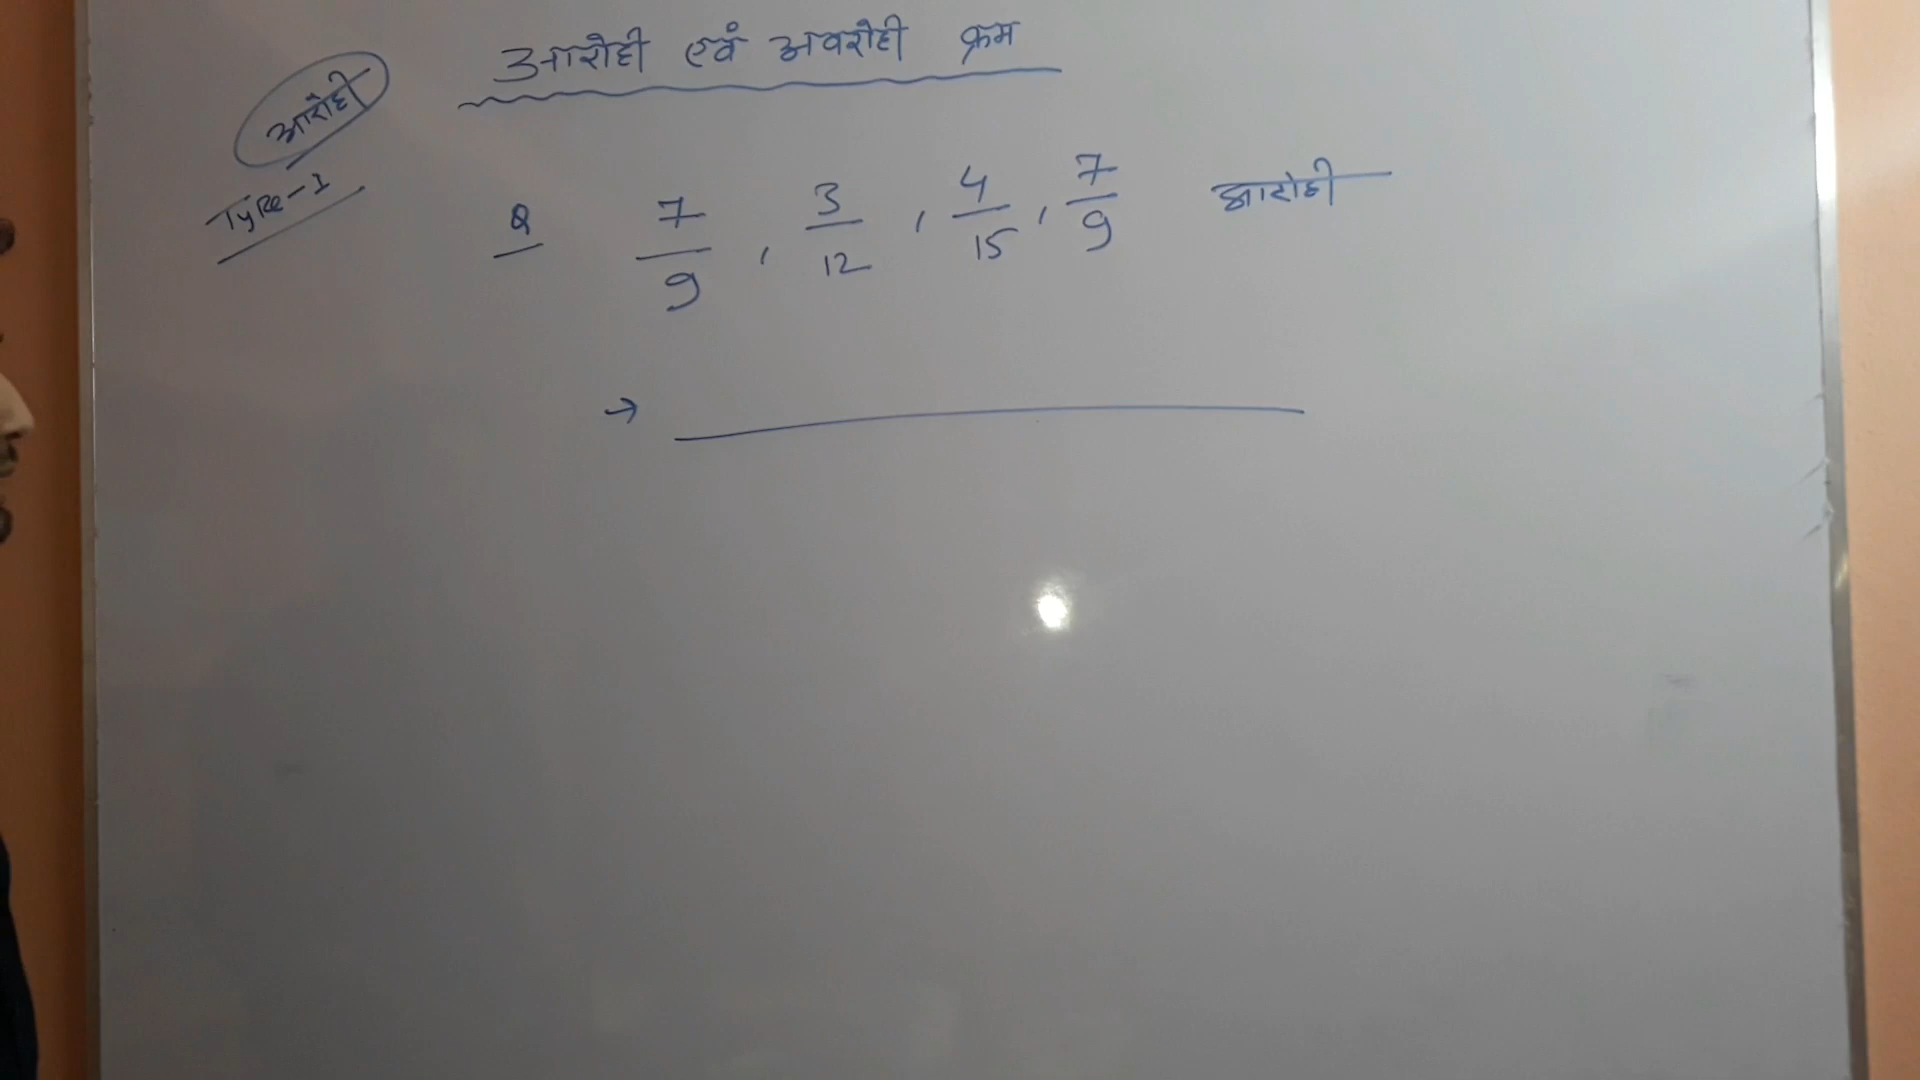 आरोही एवं अवरोही क्रम
आरोही
Type-1
Q 7/9, 3/12, 4/15, 7/9 आरोही
→